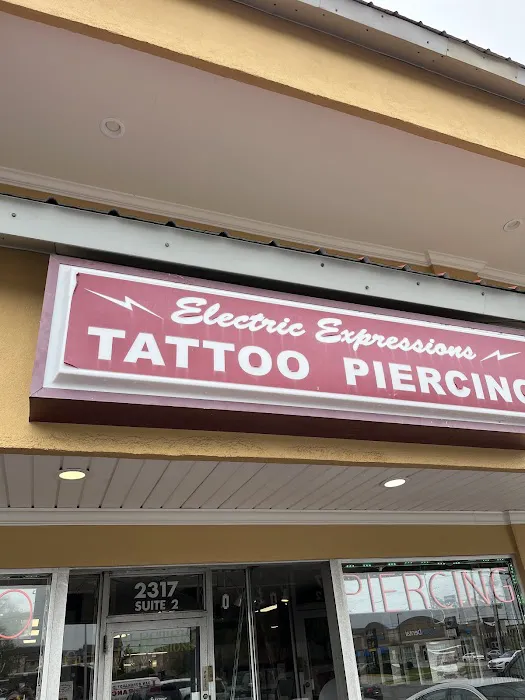 Electric Expressions
TATTOO PIERCING
2317
SUITE 2
PIERCING
O